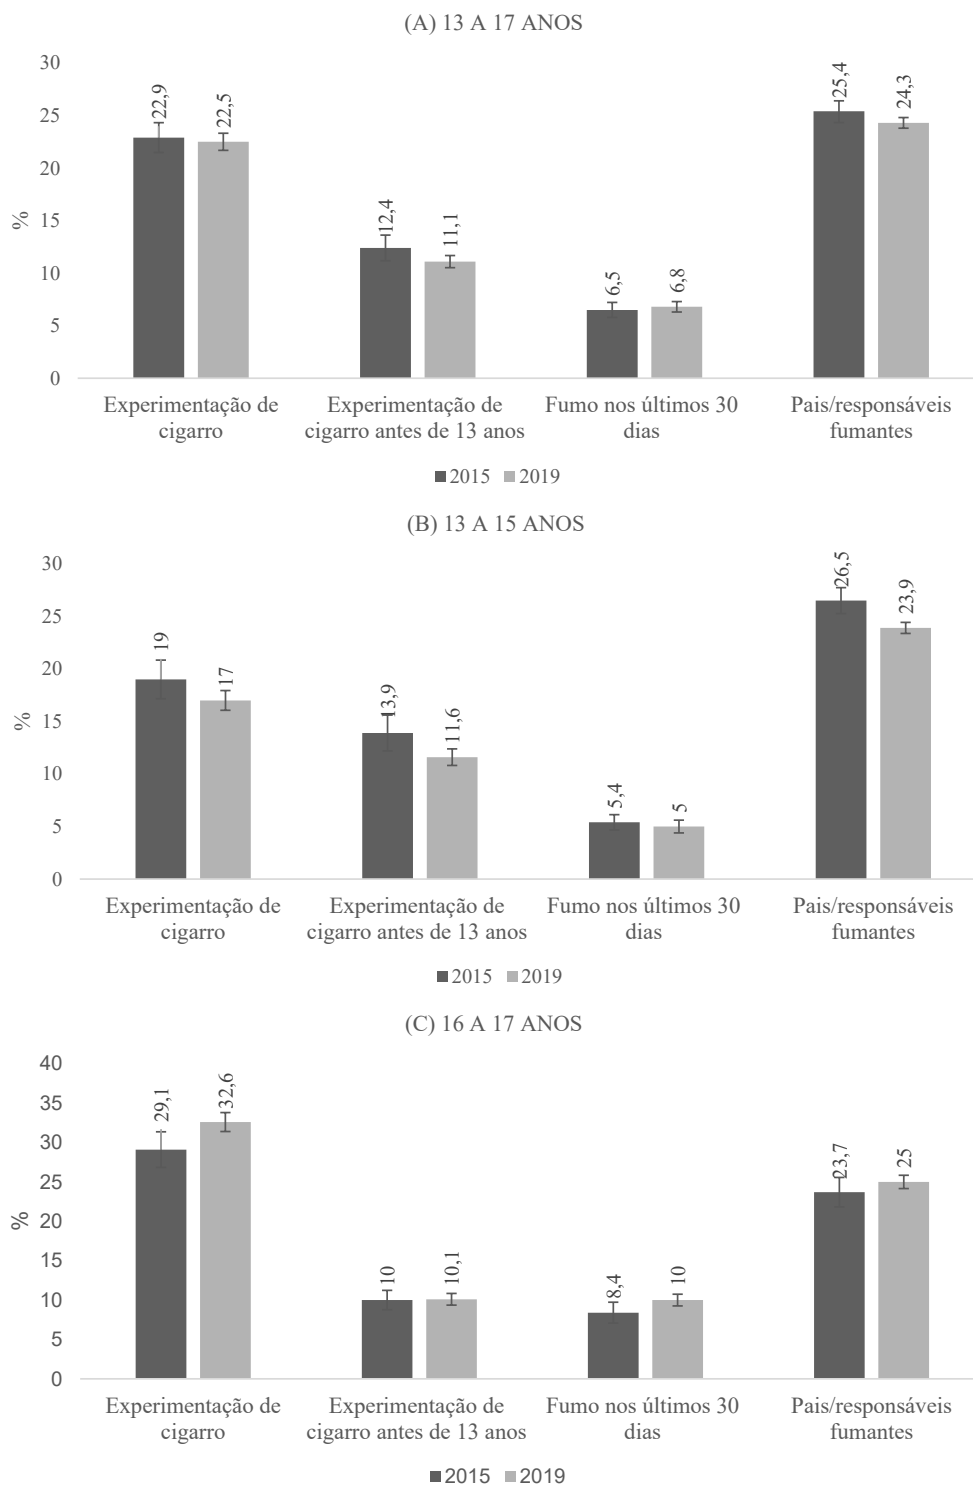 (A) 13 A 17 ANOS
30
25
20
15
10
5
0
%
22,9
22,5
12,4
11,1
6,5
6,8
25,4
24,3
Experimentação de
cigarro
Experimentação de
cigarro antes de 13 anos
Fumo nos últimos 30
dias
Pais/responsáveis
fumantes
2015 2019
(B) 13 A 15 ANOS
30
25
20
15
10
5
0
%
19
17
13,9
11,6
5,4
5
26,5
23,9
Experimentação de
cigarro
Experimentação de
cigarro antes de 13 anos
Fumo nos últimos 30
dias
Pais/responsáveis
fumantes
2015 2019
(C) 16 A 17 ANOS
40
35
30
25
20
15
10
5
0
%
29,1
32,6
10
10,1
8,4
10
23,7
25
Experimentação de
cigarro
Experimentação de
cigarro antes de 13 anos
Fumo nos últimos 30
dias
Pais/responsáveis
fumantes
2015 2019